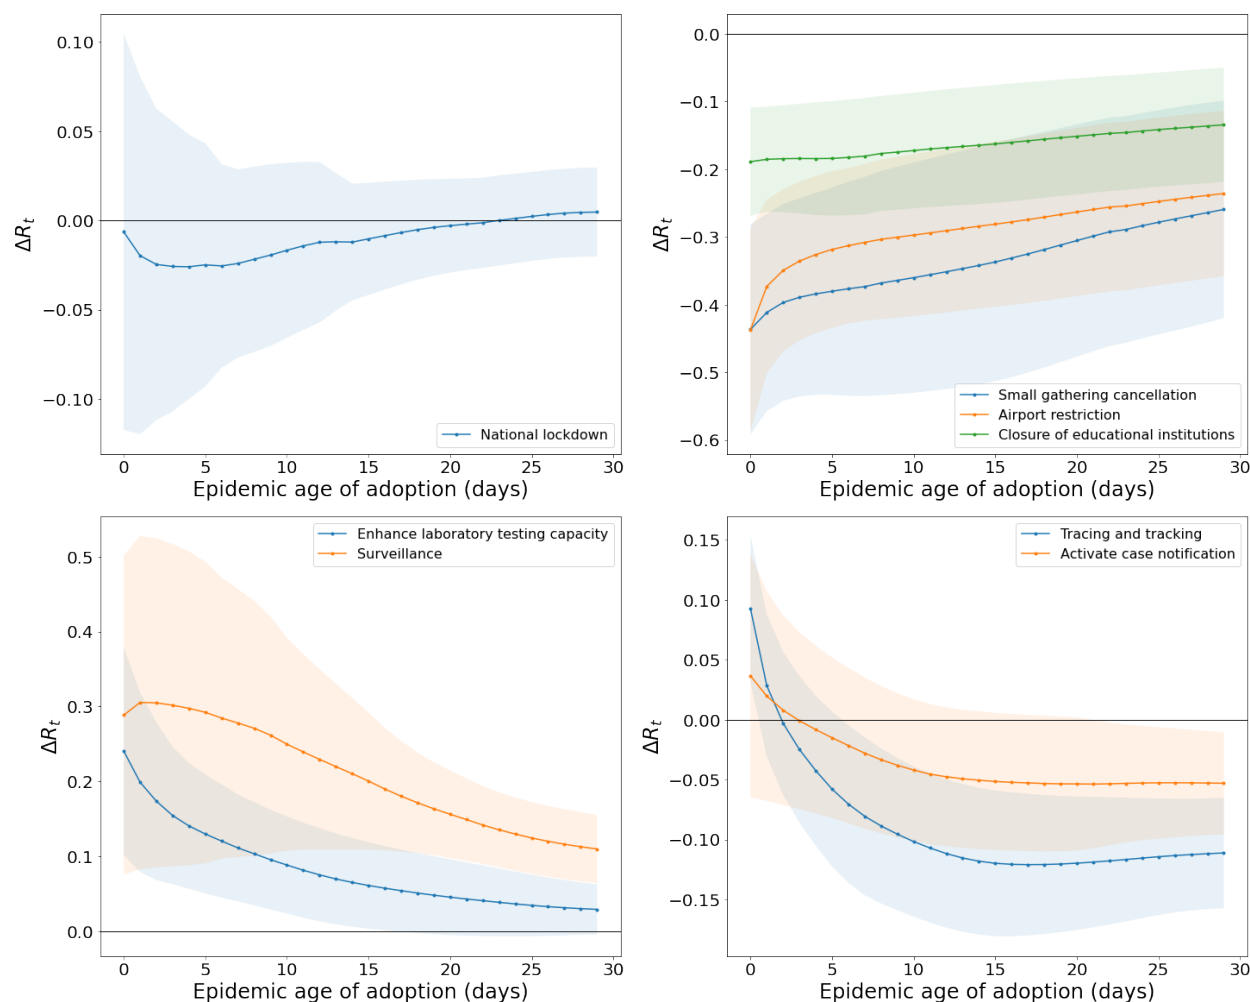 0.10
0.05
0.00
−0.05
−0.10
ΔRt
National lockdown
0 5 10 15 20 25 30
Epidemic age of adoption (days)
0.0
−0.1
−0.2
−0.3
−0.4
−0.5
−0.6
ΔRt
Small gathering cancellation
Airport restriction
Closure of educational institutions
0 5 10 15 20 25 30
Epidemic age of adoption (days)
0.5
0.4
0.3
0.2
0.1
0.0
ΔRt
Enhance laboratory testing capacity
Surveillance
0 5 10 15 20 25 30
Epidemic age of adoption (days)
0.15
0.10
0.05
0.00
−0.05
−0.10
−0.15
ΔRt
Tracing and tracking
Activate case notification
0 5 10 15 20 25 30
Epidemic age of adoption (days)